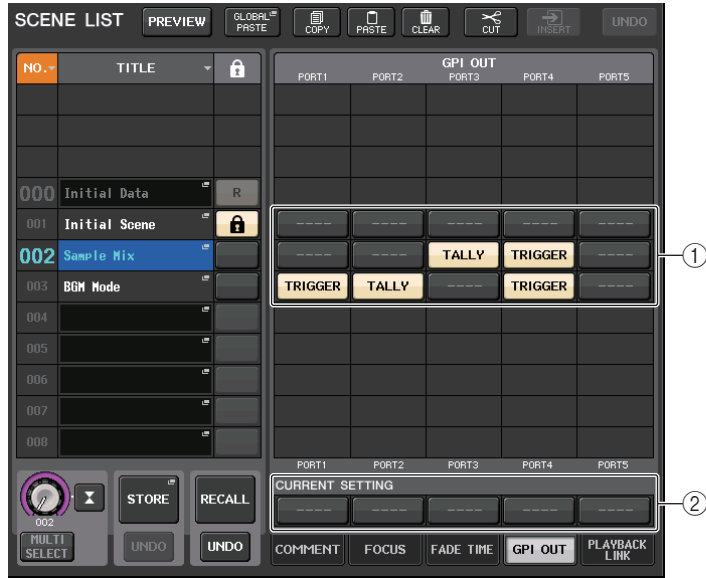 SCENE LIST PREVIEW GLOBAL PASTE COPY PASTE CLEAR CUT INSERT UNDO
NO. TITLE GPI OUT
PORT1 PORT2 PORT3 PORT4 PORT5
000 Initial Data R
001 Initial Scene ---- ---- ---- ---- ----
002 Sample Mix ---- ---- TALLY TRIGGER ----
003 BGM Mode TRIGGER TALLY ---- TRIGGER ----
004
005
006
007
008
PORT1 PORT2 PORT3 PORT4 PORT5
CURRENT SETTING
---- ---- ---- ---- ----
002 STORE RECALL
MULTI SELECT UNDO UNDO
COMMENT FOCUS FADE TIME GPI OUT PLAYBACK LINK
1
2